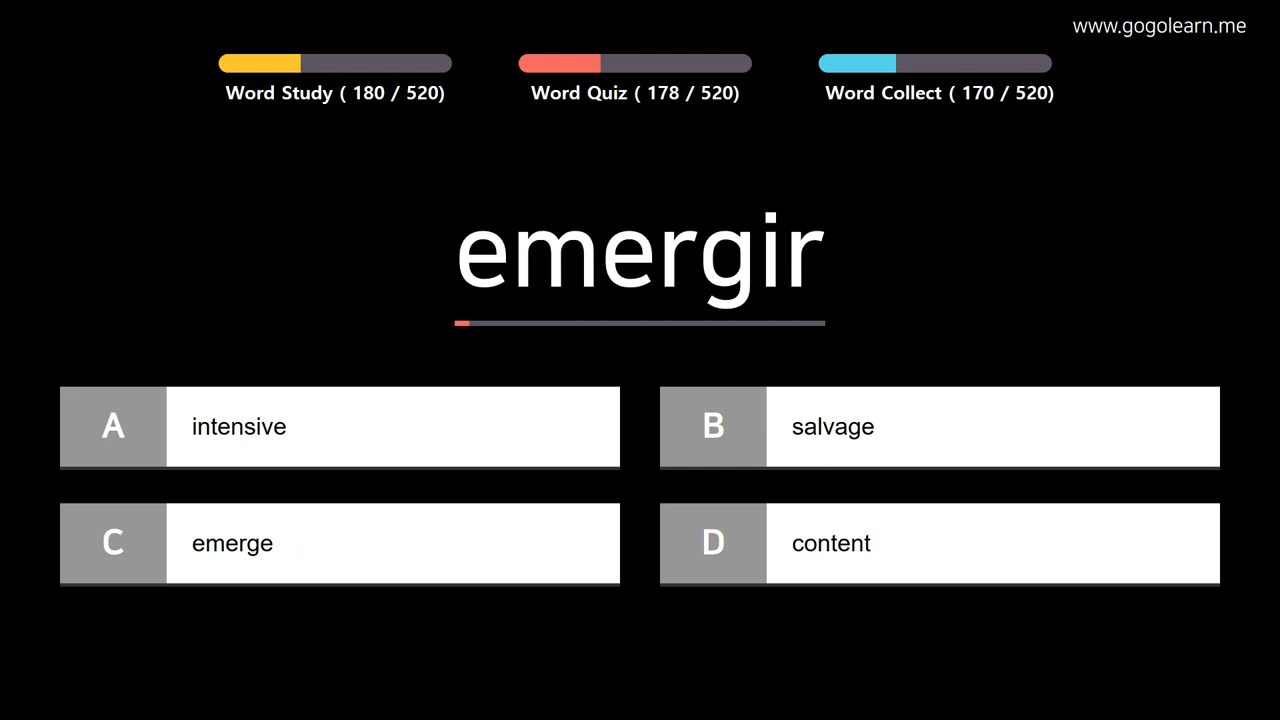 www.gogolearn.me
Word Study ( 180 / 520)
Word Quiz ( 178 / 520)
Word Collect ( 170 / 520)
emergir
A intensive
B salvage
C emerge
D content